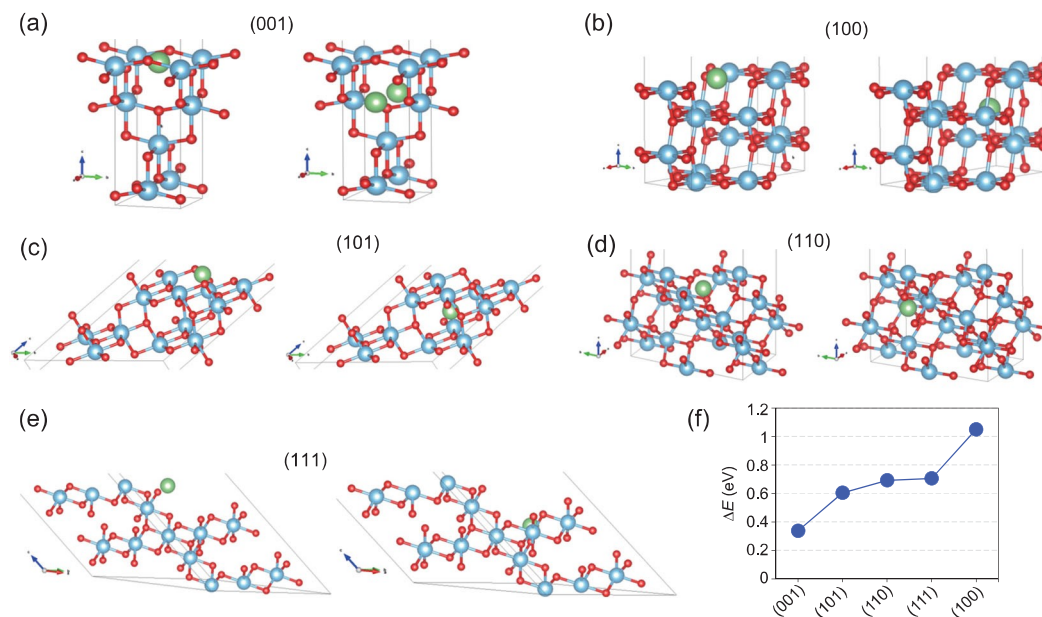 (a)
(001)
(b)
(100)
(c)
(101)
(d)
(110)
(e)
(111)
(f)
1.2
1
0.8
0.6
0.4
0.2
0
ΔE (eV)
(001)
(101)
(110)
(111)
(100)